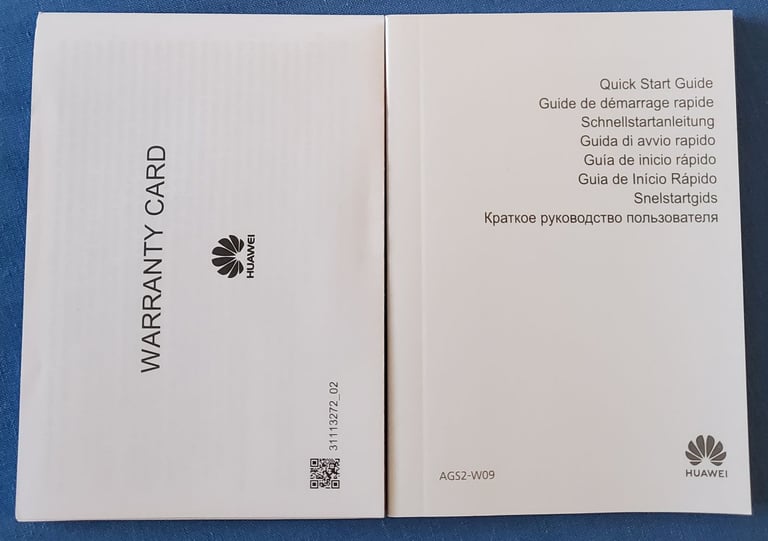 WARRANTY CARD
HUAWEI
31113272_02
Quick Start Guide
Guide de démarrage rapide
Schnellstartanleitung
Guida di avvio rapido
Guía de inicio rápido
Guia de Início Rápido
Snelstartgids
Краткое руководство пользователя
AGS2-W09
HUAWEI